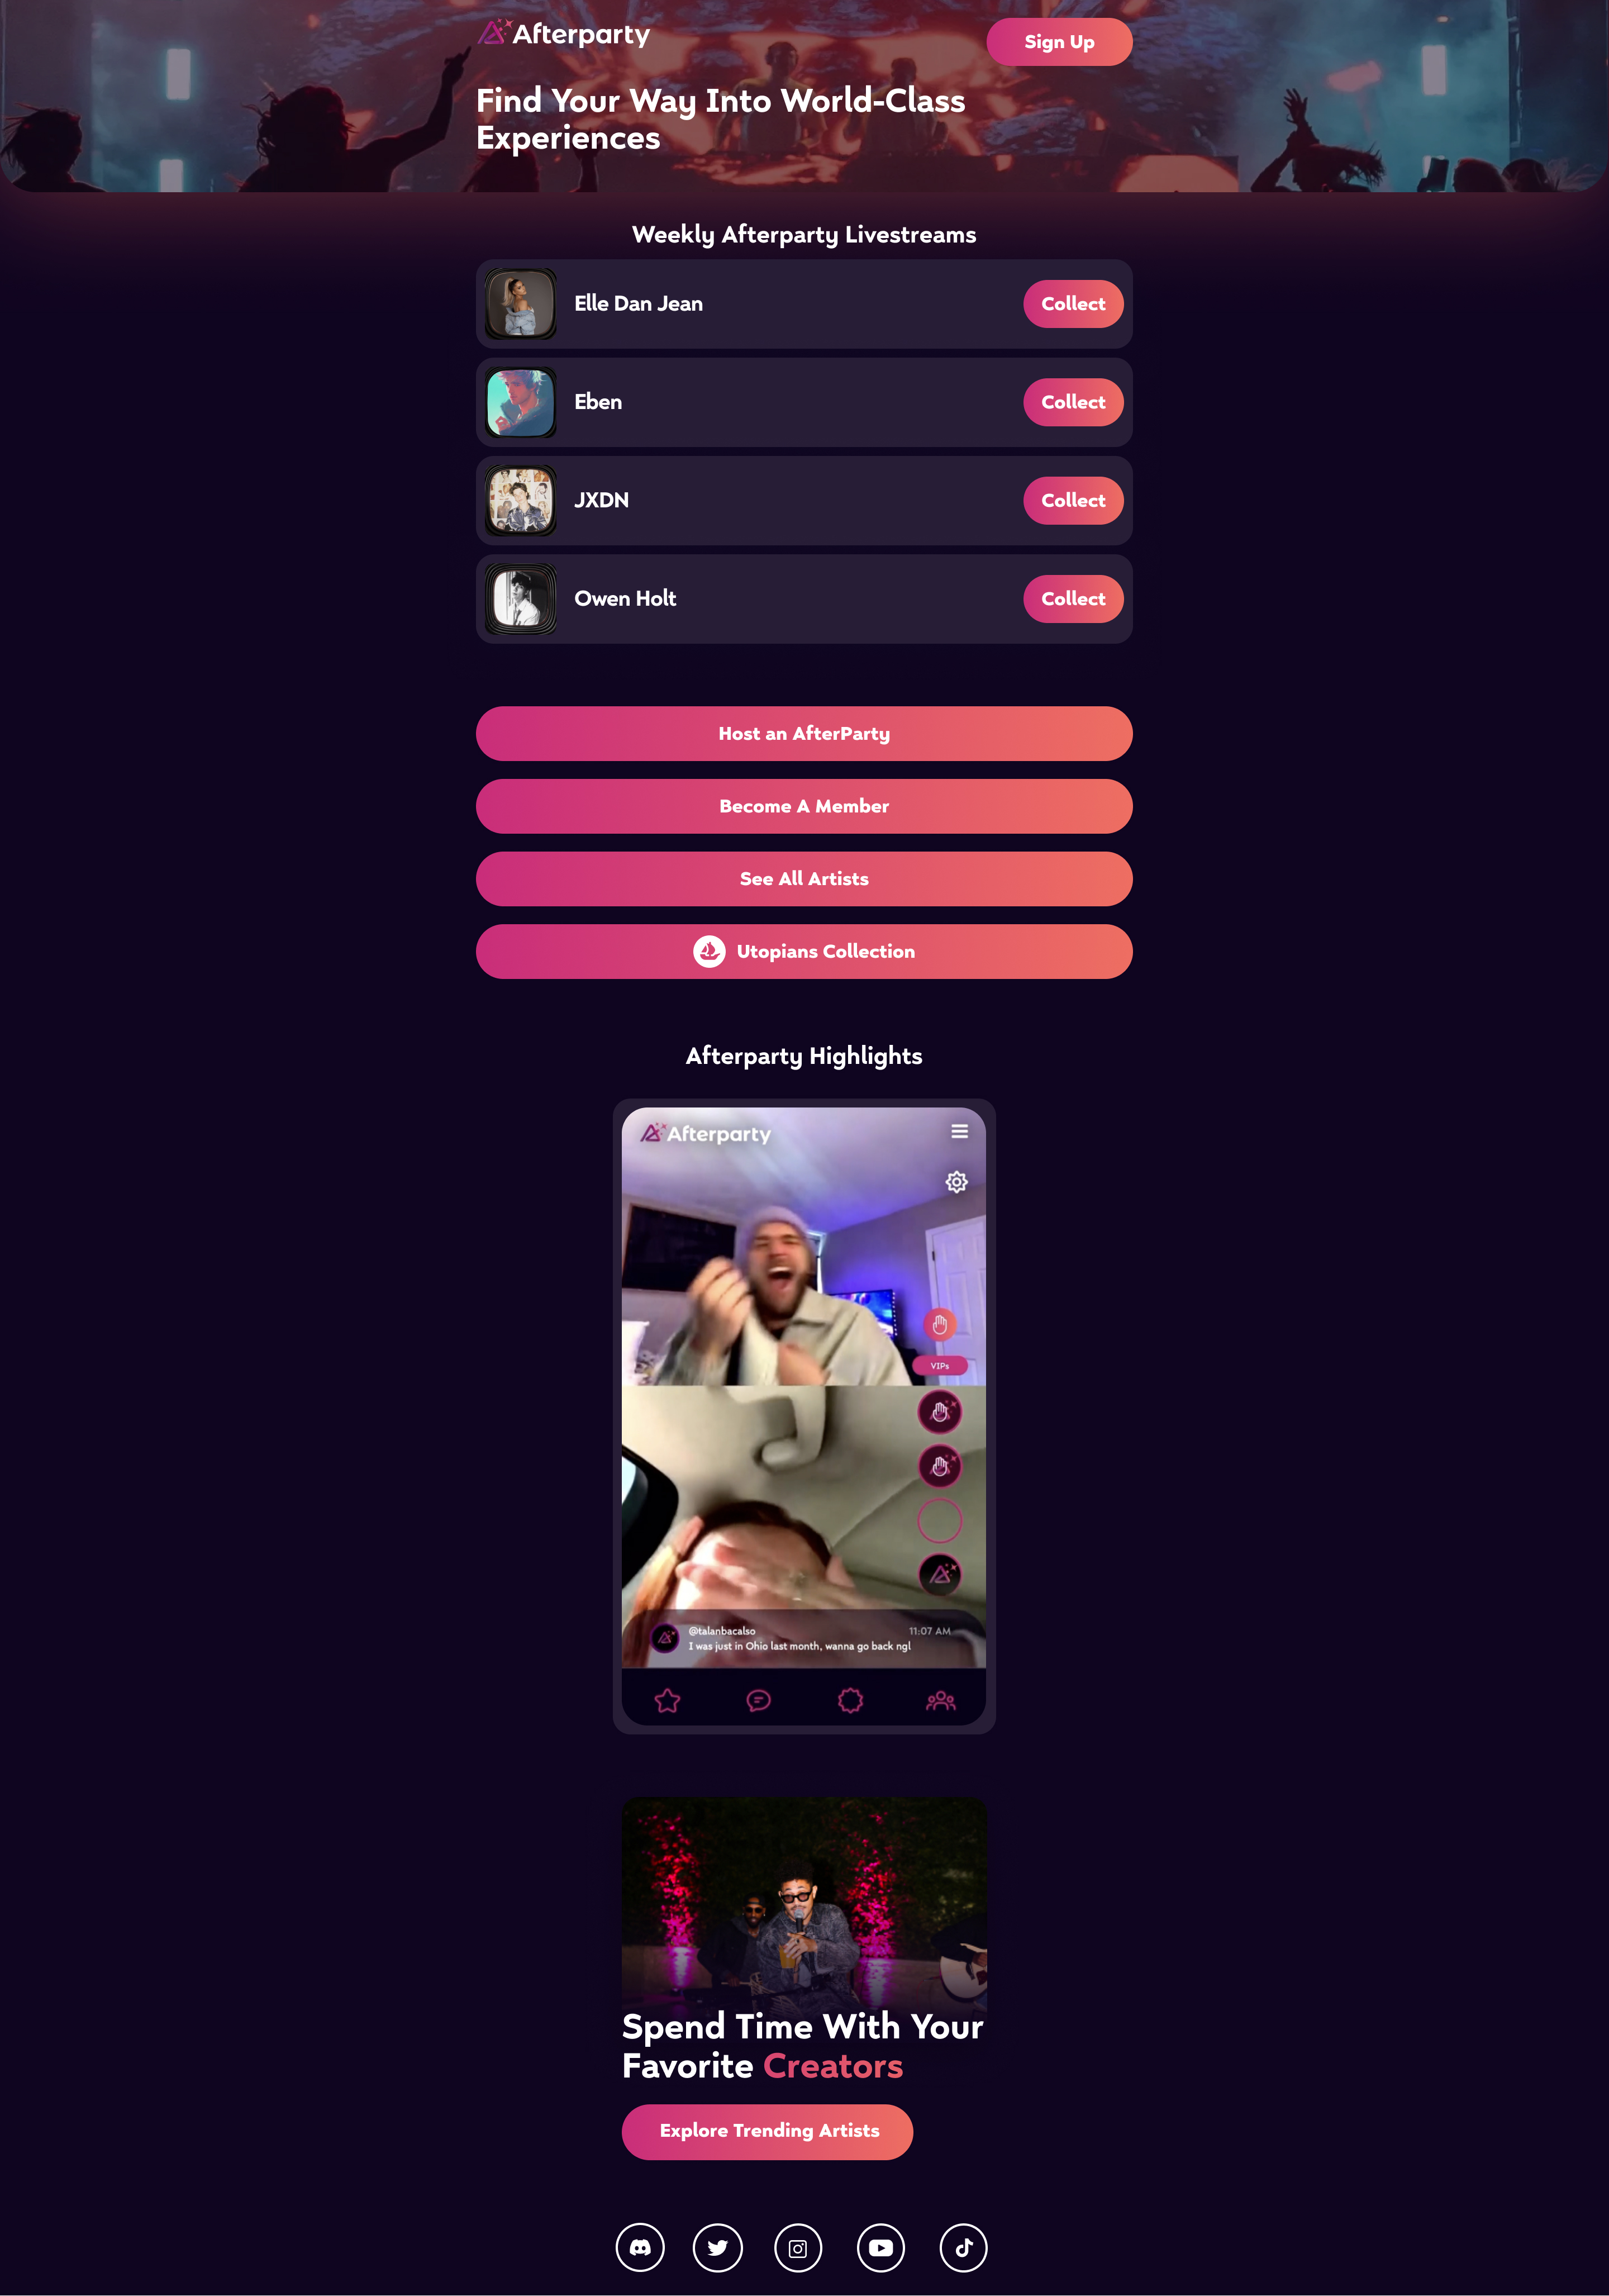 Afterparty
Sign Up
Find Your Way Into World-Class
Experiences
Weekly Afterparty Livestreams
Elle Dan Jean
Collect
Eben
Collect
JXDN
Collect
Owen Holt
Collect
Host an AfterParty
Become A Member
See All Artists
Utopians Collection
Afterparty Highlights
Afterparty
VIPs
@talanbacalso
11:07 AM
I was just in Ohio last month, wanna go back ngl
Spend Time With Your
Favorite Creators
Explore Trending Artists